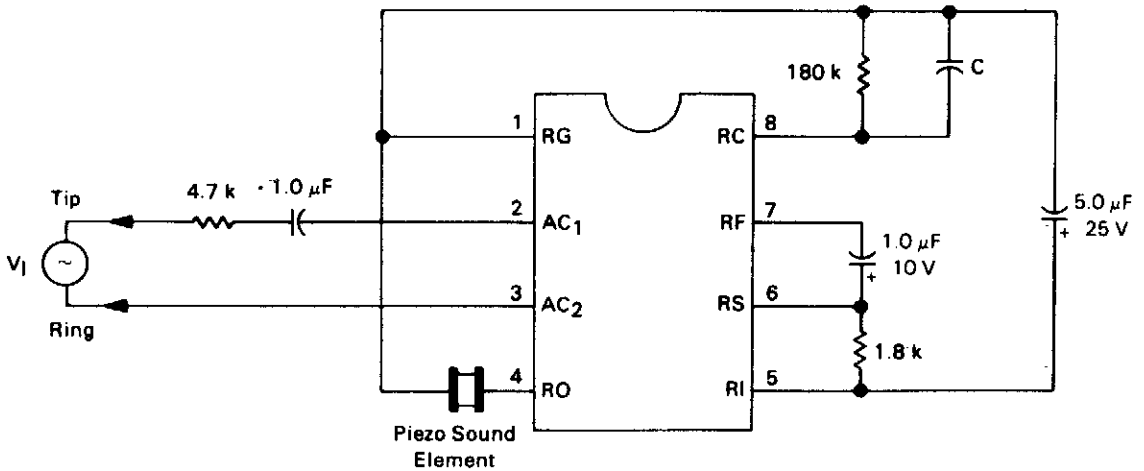 180 k
C
1 RG RC 8
Tip
4.7 k 1.0 μF
2 AC1 RF 7
5.0 μF
25 V
+
VI
~
1.0 μF
10 V
+
3 AC2 RS 6
Ring
1.8 k
4 RO RI 5
Piezo Sound
Element